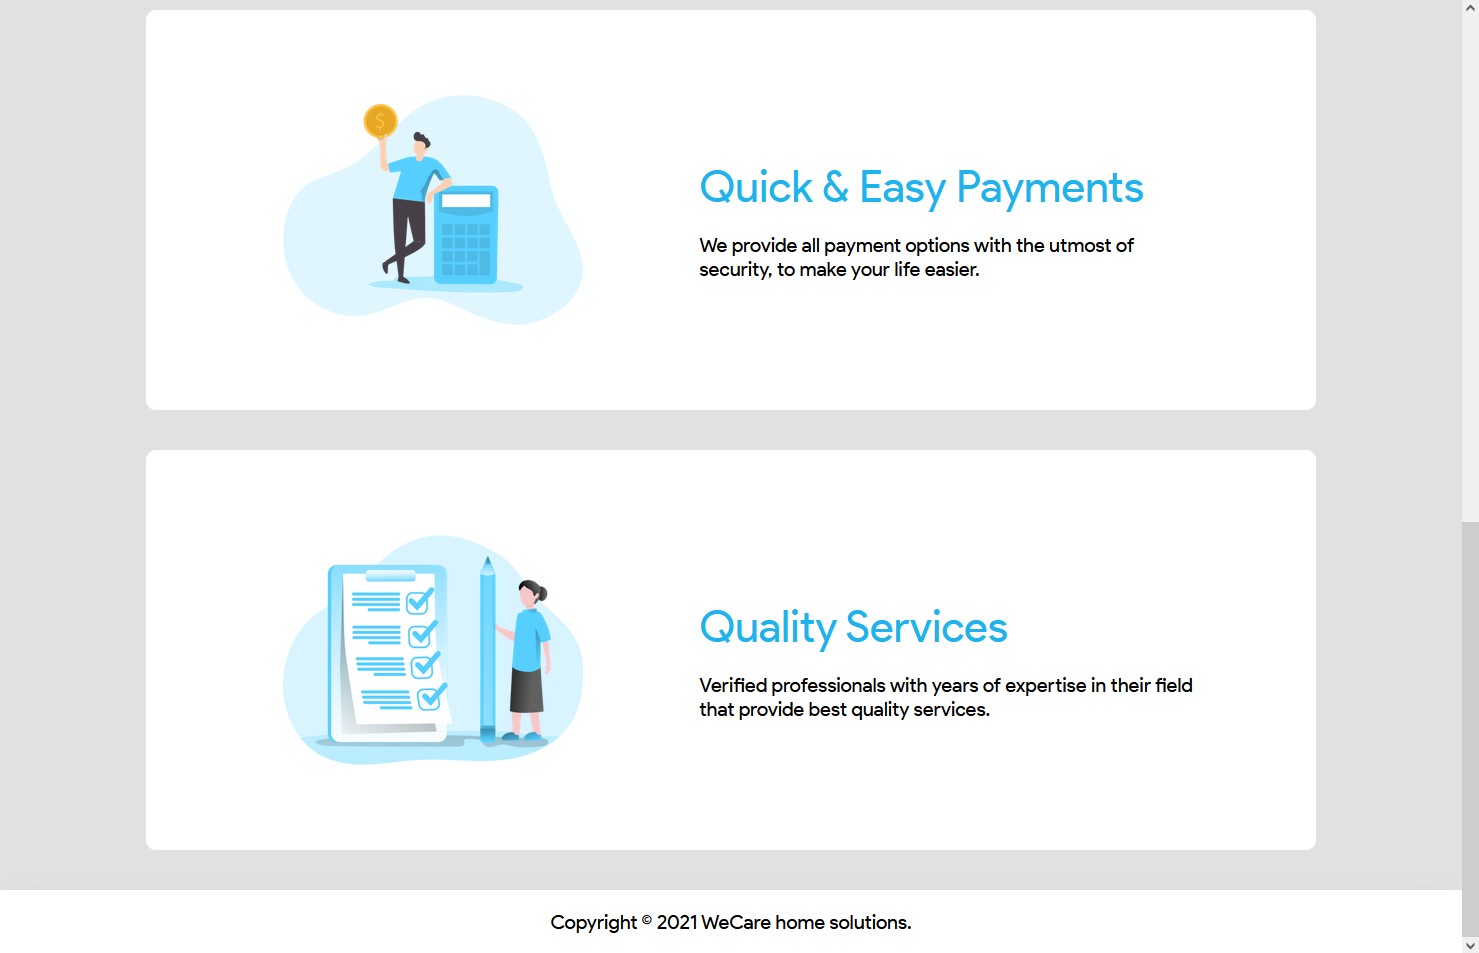 $
Quick & Easy Payments
We provide all payment options with the utmost of
security, to make your life easier.
Quality Services
Verified professionals with years of expertise in their field
that provide best quality services.
Copyright © 2021 WeCare home solutions.